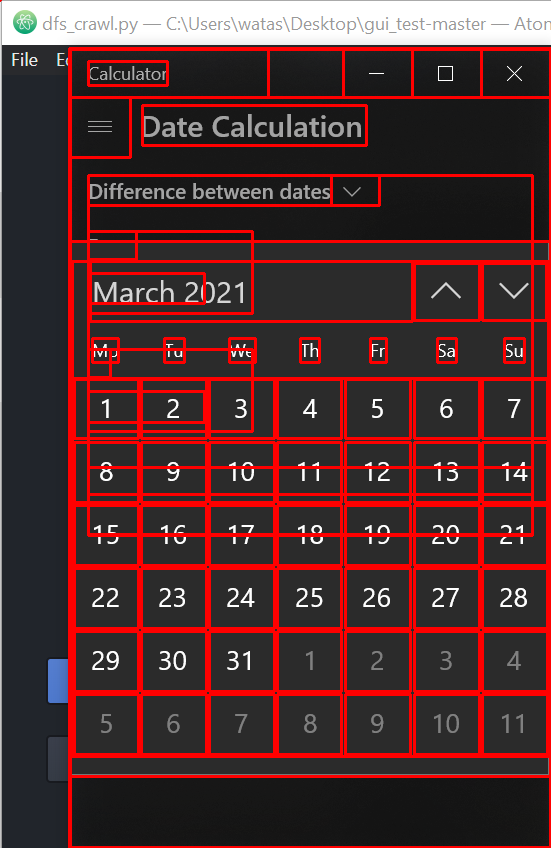 dfs_crawl.py — C:\Users\watas\Desktop\gui_test-master — Atom
File
Calculator
Date Calculation
Difference between dates
March 2021
Mo Tu We Th Fr Sa Su
1 2 3 4 5 6 7
8 9 10 11 12 13 14
15 16 17 18 19 20 21
22 23 24 25 26 27 28
29 30 31 1 2 3 4
5 6 7 8 9 10 11